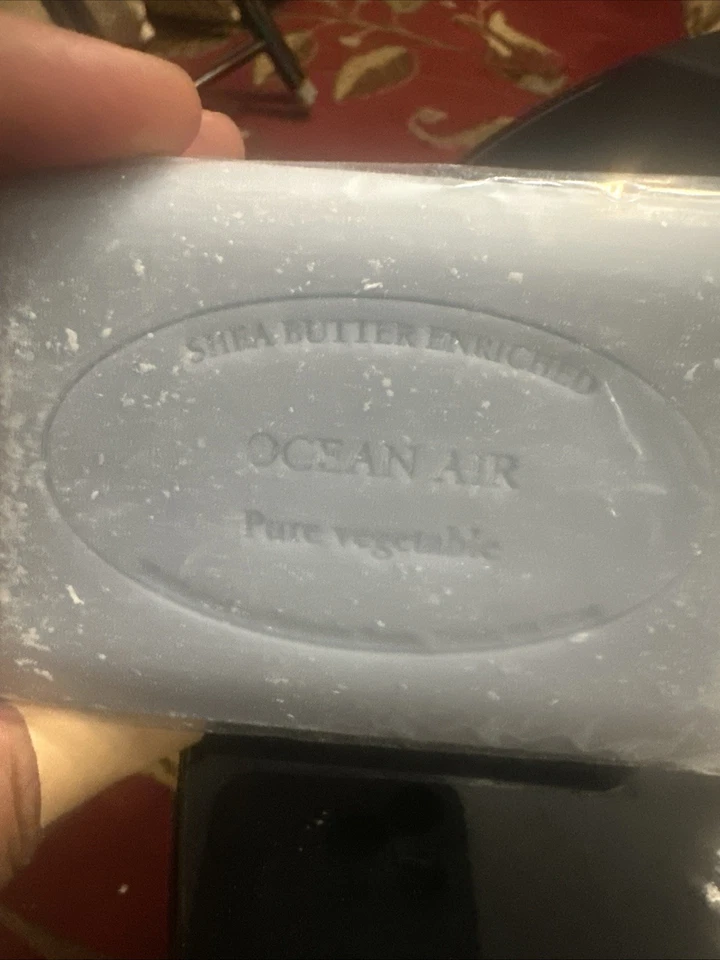 SHEA BUTTER ENRICHED
OCEAN AIR
Pure vegetable